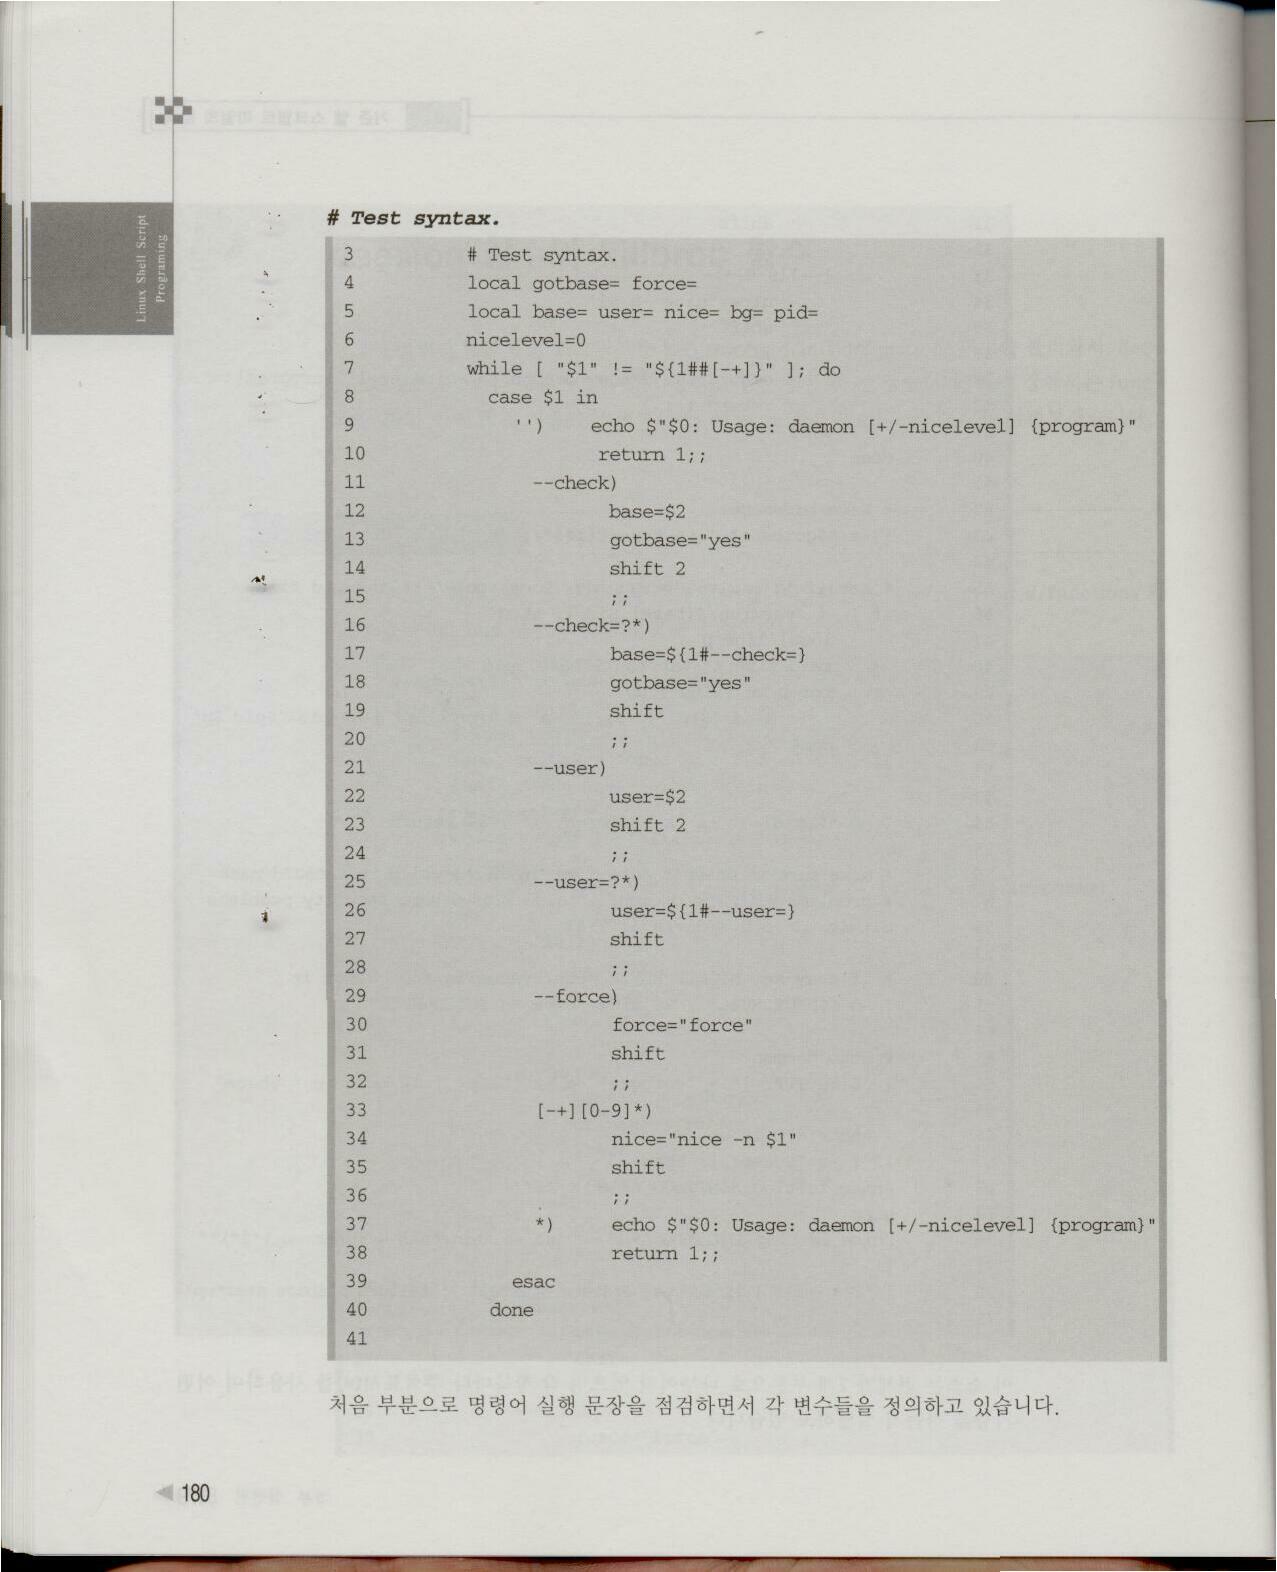 Linux Shell Script
Programing
# Test syntax.
3 # Test syntax.
4 local gotbase= force=
5 local base= user= nice= bg= pid=
6 nicelevel=0
7 while [ "$1" != "${1##[-+]}" ]; do
8 case $1 in
9 '') echo $"$0: Usage: daemon [+/-nicelevel] {program}"
10 return 1;;
11 --check)
12 base=$2
13 gotbase="yes"
14 shift 2
15 ;;
16 --check=?*)
17 base=${1#--check=}
18 gotbase="yes"
19 shift
20 ;;
21 --user)
22 user=$2
23 shift 2
24 ;;
25 --user=?*)
26 user=${1#--user=}
27 shift
28 ;;
29 --force)
30 force="force"
31 shift
32 ;;
33 [-+][0-9]*)
34 nice="nice -n $1"
35 shift
36 ;;
37 *) echo $"$0: Usage: daemon [+/-nicelevel] {program}"
38 return 1;;
39 esac
40 done
41
처음 부분으로 명령어 실행 문장을 점검하면서 각 변수들을 정의하고 있습니다.
180